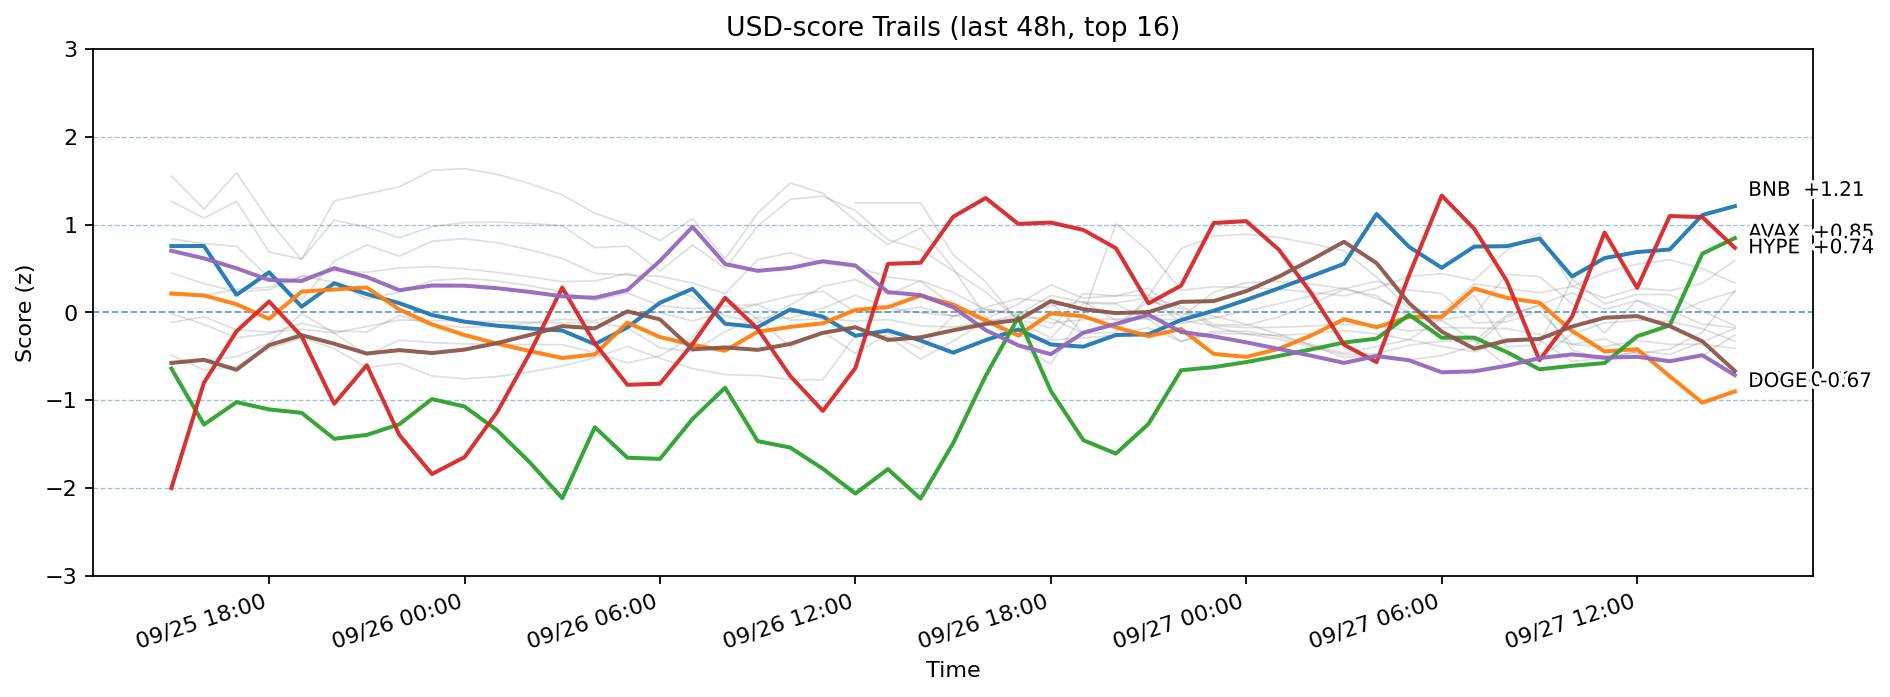 USD-score Trails (last 48h, top 16)
3
2
1
0
−1
−2
−3
Score (z)
BNB +1.21
AVAX +0.85
HYPE +0.74
DOGE -0.67
09/25 18:00
09/26 00:00
09/26 06:00
09/26 12:00
09/26 18:00
09/27 00:00
09/27 06:00
09/27 12:00
Time